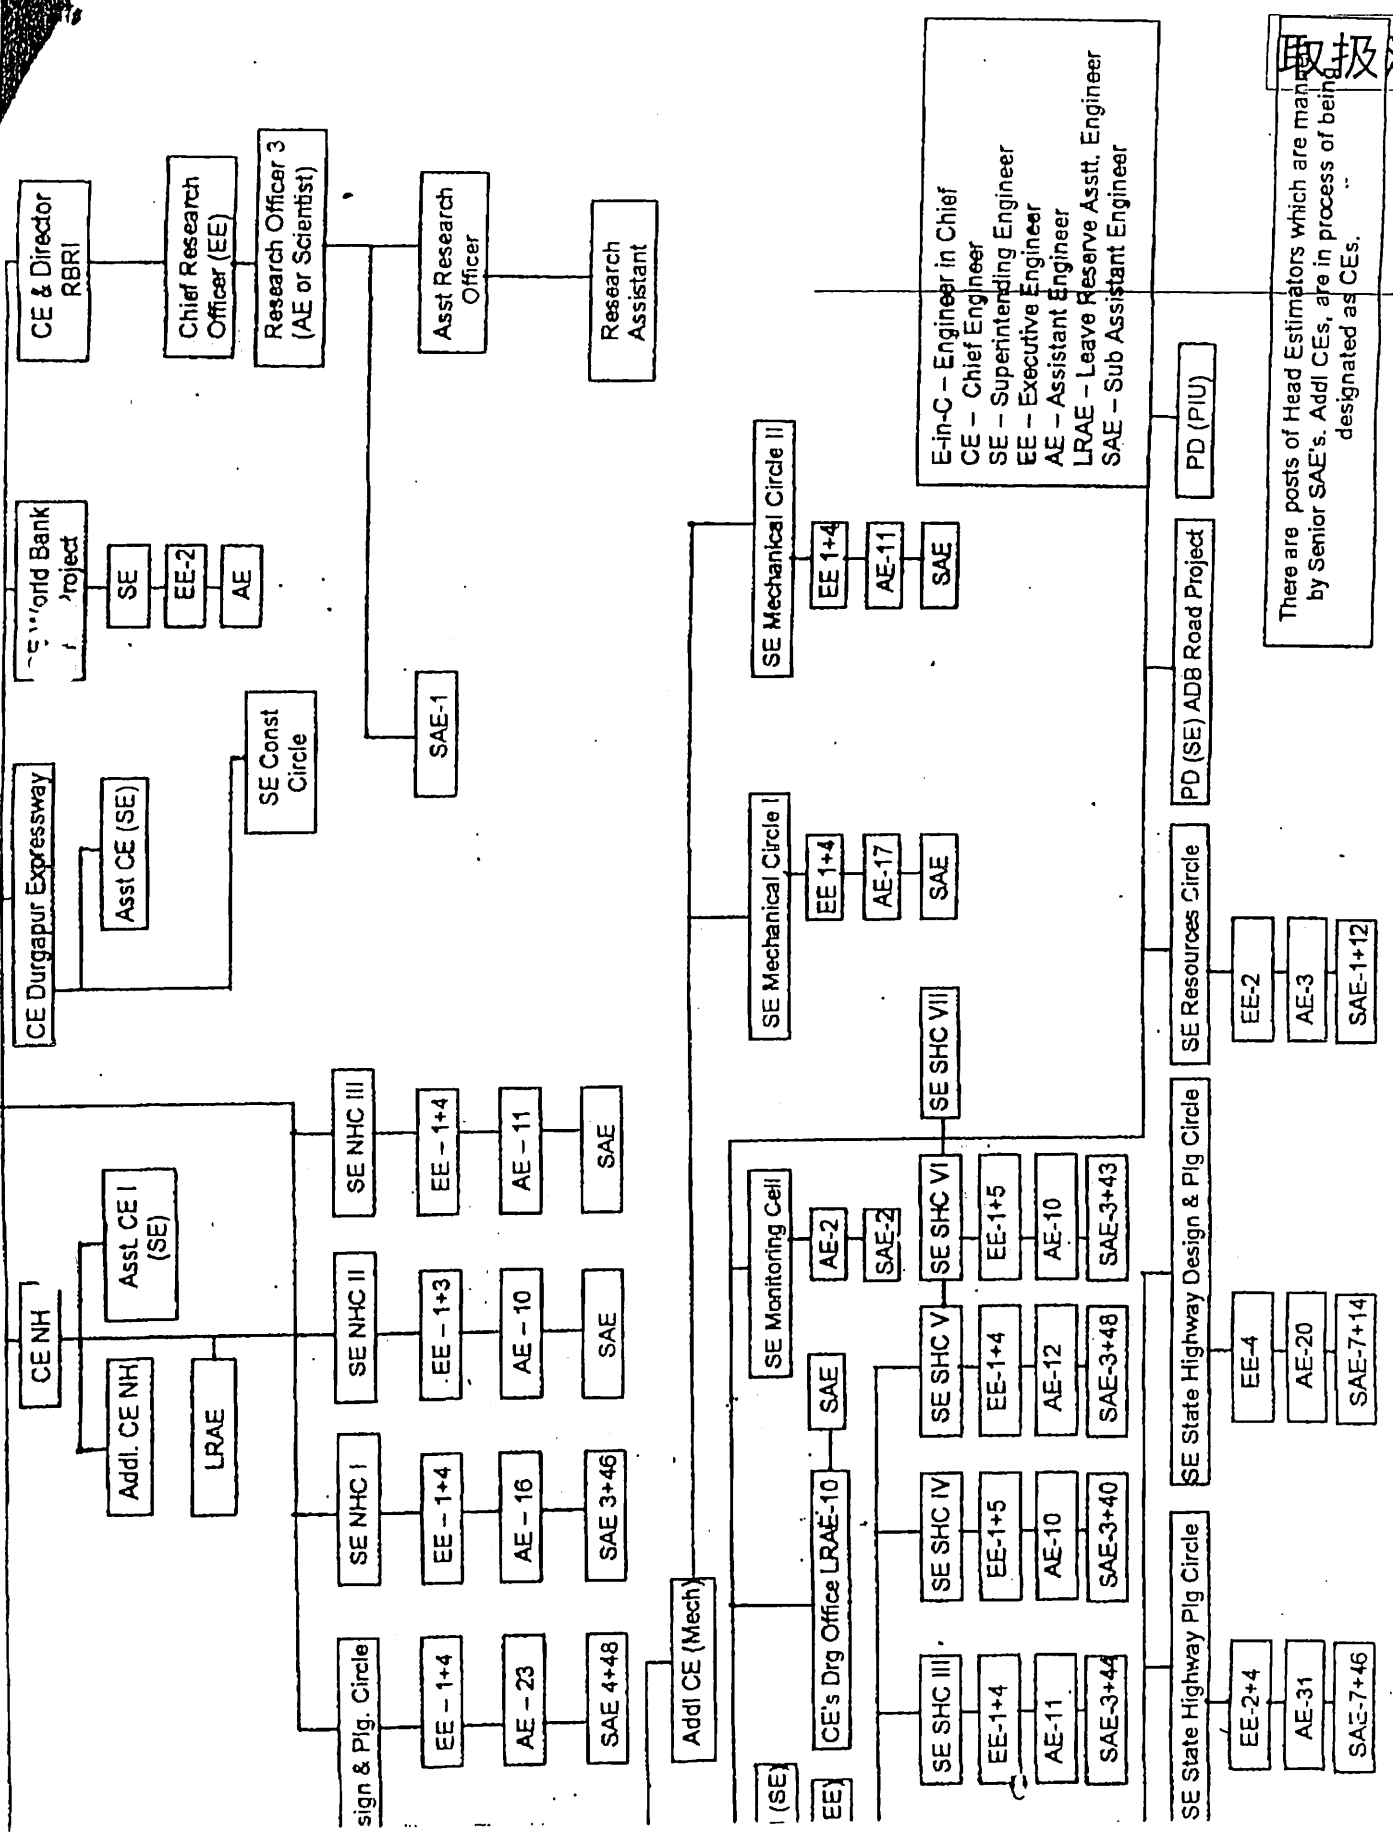 CE NH
Addl. CE NH
Asst. CE I
(SE)
LRAE
CE Durgapur Expressway
Asst CE (SE)
SE Const
Circle
World Bank
SE
EE-2
AE
CE & Director
RBRI
Chief Research
Officer (EE)
Research Officer 3
(AE or Scientist)
SAE-1
Asst Research
Officer
Research
Assistant
sign & Plg. Circle
EE – 1+4
AE – 23
SAE 4+48
SE NHC I
EE – 1+4
AE – 16
SAE 3+46
SE NHC II
EE – 1+3
AE – 10
SAE
SE NHC III
EE – 1+4
AE – 11
SAE
Addl CE (Mech)
SE Mechanical Circle I
EE 1+4
AE-17
SAE
SE Mechanical Circle II
EE 1+4
AE-11
SAE
(SE)
EE)
CE's Drg Office LRAE-10
SAE
SE Monitoring Cell
AE-2
SAE-2
SE SHC III
EE-1+4
AE-11
SAE-3+44
SE SHC IV
EE-1+5
AE-10
SAE-3+40
SE SHC V
EE-1+4
AE-12
SAE-3+48
SE SHC VI
EE-1+5
AE-10
SAE-3+43
SE SHC VII
E-in-C – Engineer in Chief
CE – Chief Engineer
SE – Superintending Engineer
EE – Executive Engineer
AE – Assistant Engineer
LRAE – Leave Reserve Asstt. Engineer
SAE – Sub Assistant Engineer
SE State Highway Plg Circle
EE-2+4
AE-31
SAE-7+46
SE State Highway Design & Plg Circle
EE-4
AE-20
SAE-7+14
SE Resources Circle
EE-2
AE-3
SAE-1+12
PD (SE) ADB Road Project
PD (PIU)
There are posts of Head Estimators which are
by Senior SAE's. Addl CEs, are in process of being
designated as CEs.
取扱